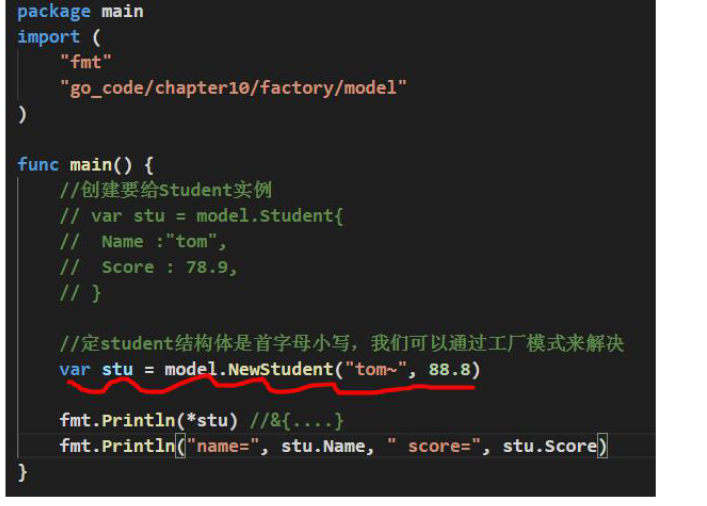 package main
import (
"fmt"
"go_code/chapter10/factory/model"
)
func main() {
//创建要给Student实例
// var stu = model.Student{
// Name :"tom",
// Score : 78.9,
// }
//定student结构体是首字母小写，我们可以通过工厂模式来解决
var stu = model.NewStudent("tom~", 88.8)
fmt.Println(*stu) //&{....}
fmt.Println("name=", stu.Name, " score=", stu.Score)
}